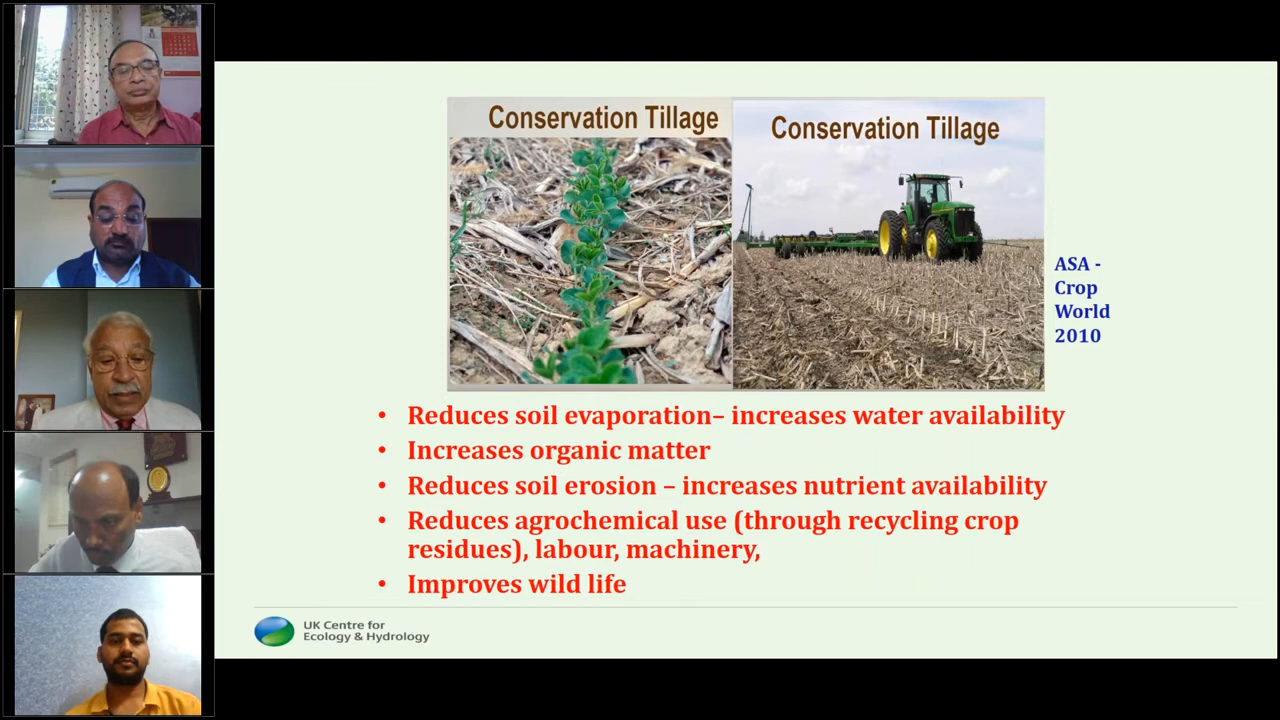 Conservation Tillage
Conservation Tillage
ASA -
Crop
World
2010
• Reduces soil evaporation– increases water availability
• Increases organic matter
• Reduces soil erosion – increases nutrient availability
• Reduces agrochemical use (through recycling crop
residues), labour, machinery,
• Improves wild life
UK Centre for
Ecology & Hydrology